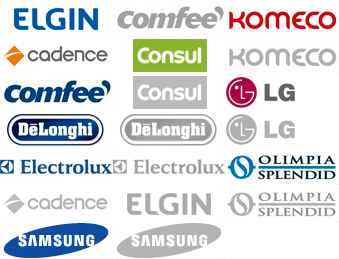 ELGIN comfee KOMECO
cadence Consul KOMECO
comfee Consul LG
DeLonghi DeLonghi LG
Electrolux Electrolux OLIMPIA
SPLENDID
cadence ELGIN OLIMPIA
SPLENDID
SAMSUNG SAMSUNG